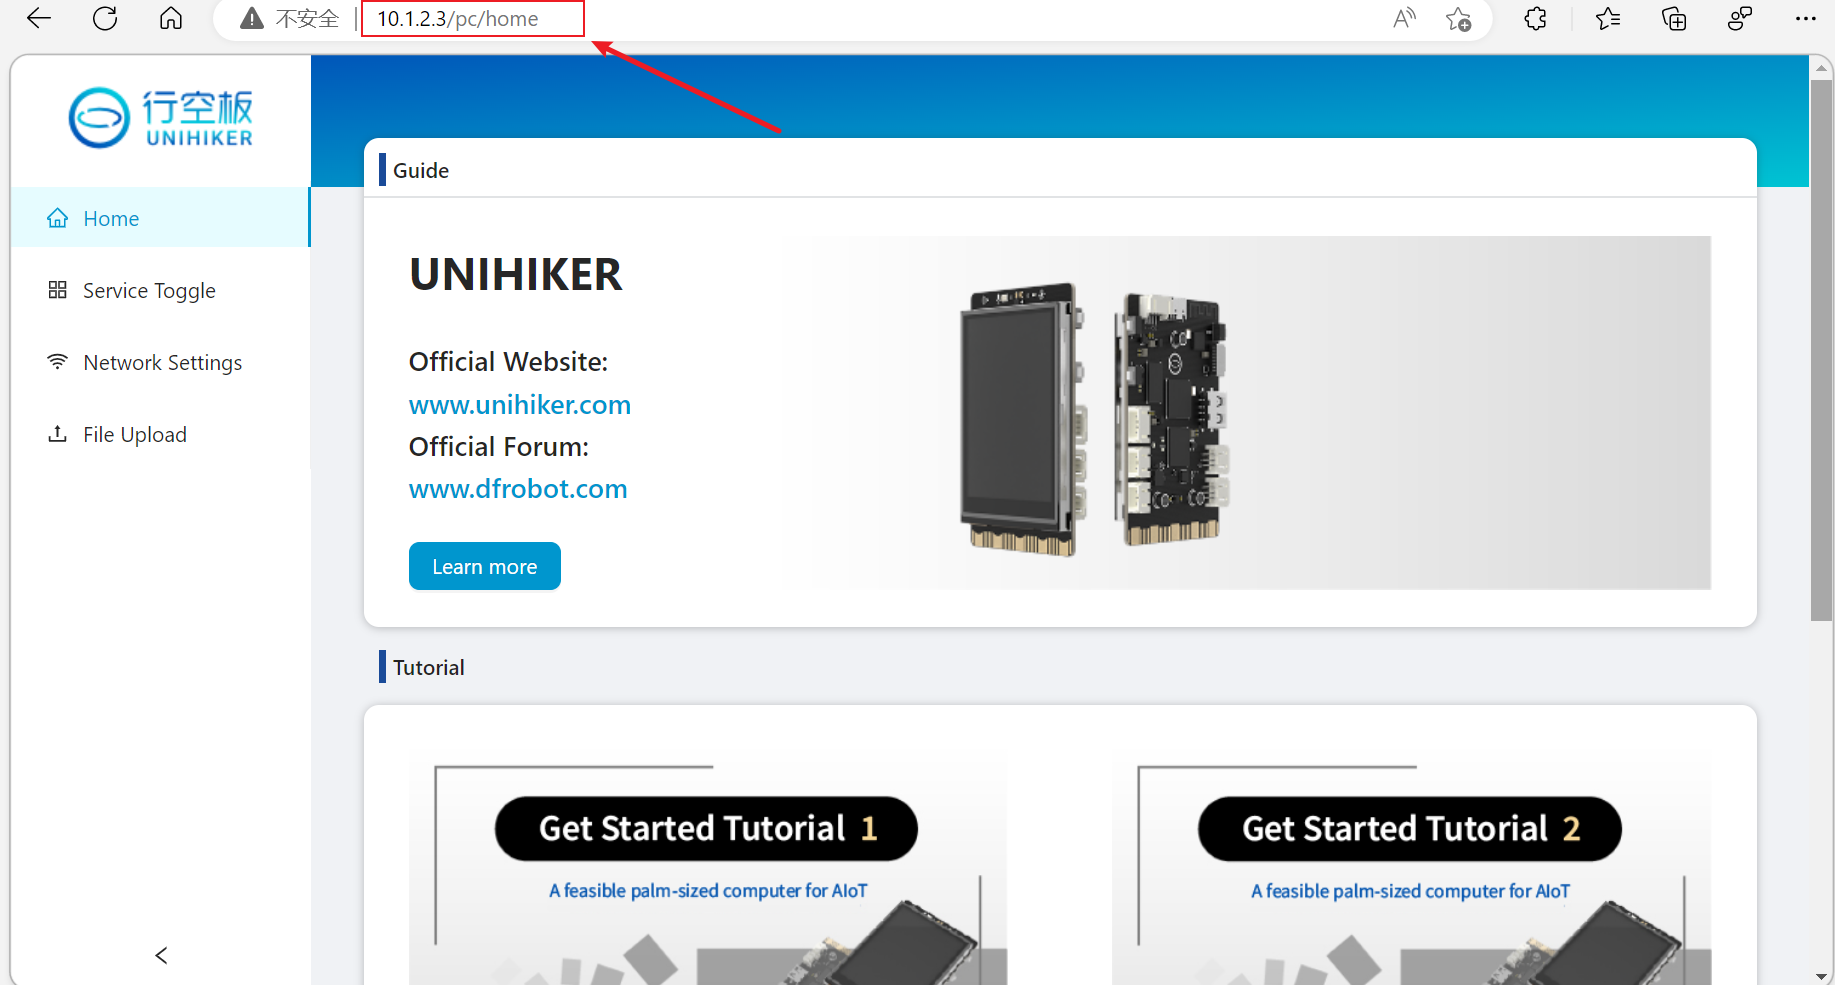 不安全 10.1.2.3/pc/home
行空板
UNIHIKER
Home
Service Toggle
Network Settings
File Upload
Guide
UNIHIKER
Official Website:
www.unihiker.com
Official Forum:
www.dfrobot.com
Learn more
Tutorial
Get Started Tutorial 1
A feasible palm-sized computer for AIoT
Get Started Tutorial 2
A feasible palm-sized computer for AIoT